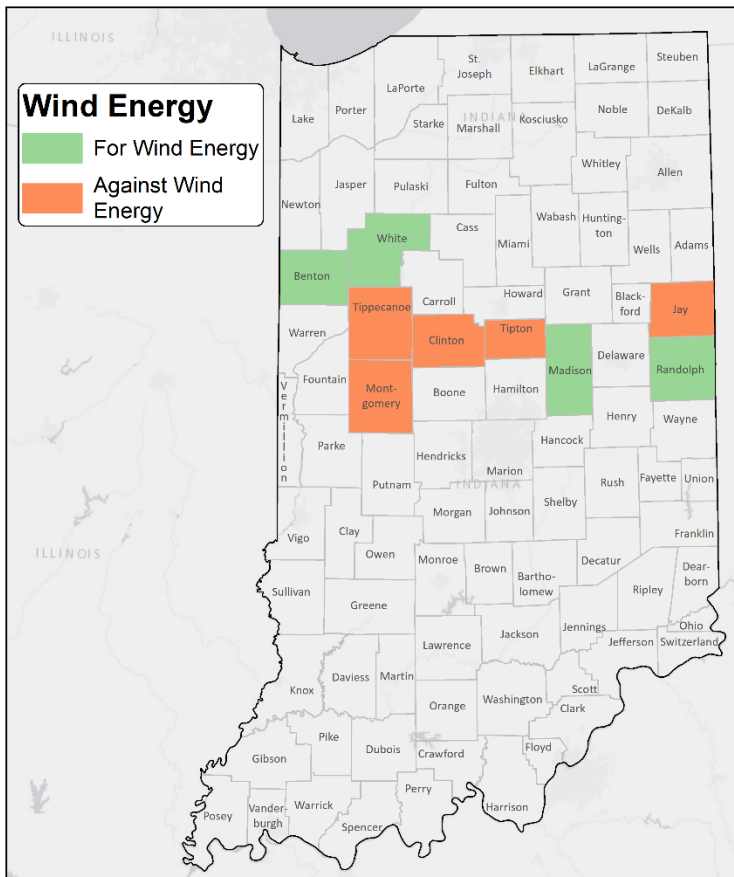 ILLINOIS
Wind Energy
For Wind Energy
Against Wind
Energy
St.
Joseph
Elkhart
LaGrange
Steuben
LaPorte
Lake
Porter
Starke
INDIANA
Marshall
Kosciusko
Noble
DeKalb
Whitley
Allen
Newton
Jasper
Pulaski
Fulton
White
Cass
Miami
Wabash
Hunting-
ton
Wells
Adams
Benton
Tippecanoe
Carroll
Howard
Grant
Black-
ford
Jay
Warren
Clinton
Tipton
Madison
Delaware
Randolph
Fountain
Mont-
gomery
Boone
Hamilton
Vermillion
Henry
Wayne
Parke
Putnam
Hendricks
Marion
INDIANA
Hancock
Rush
Fayette
Union
Vigo
Clay
Owen
Morgan
Johnson
Shelby
Franklin
ILLINOIS
Monroe
Brown
Bartho-
lomew
Decatur
Ripley
Dear-
born
Sullivan
Greene
Lawrence
Jackson
Jennings
Jefferson
Ohio
Switzerland
Knox
Daviess
Martin
Orange
Washington
Scott
Clark
Gibson
Pike
Dubois
Crawford
Floyd
Harrison
Posey
Vander-
burgh
Warrick
Spencer
Perry